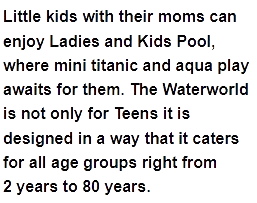 Little kids with their moms can
enjoy Ladies and Kids Pool,
where mini titanic and aqua play
awaits for them. The Waterworld
is not only for Teens it is
designed in a way that it caters
for all age groups right from
2 years to 80 years.